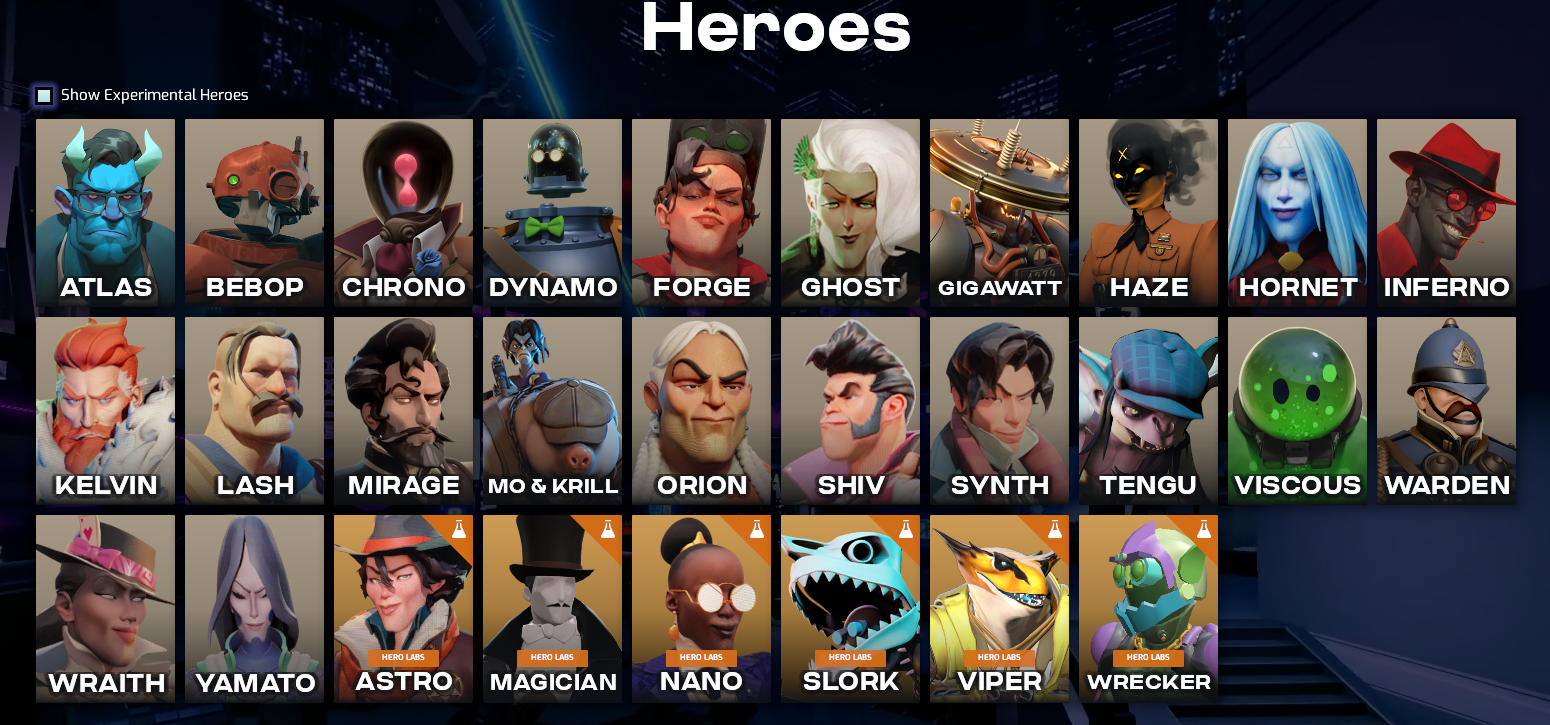 Heroes
Show Experimental Heroes
ATLAS
BEBOP
CHRONO
DYNAMO
FORGE
GHOST
GIGAWATT
HAZE
HORNET
INFERNO
KELVIN
LASH
MIRAGE
MO & KRILL
ORION
SHIV
SYNTH
TENGU
VISCOUS
WARDEN
WRAITH
YAMATO
HERO LABS
ASTRO
HERO LABS
MAGICIAN
HERO LABS
NANO
HERO LABS
SLORK
HERO LABS
VIPER
HERO LABS
WRECKER